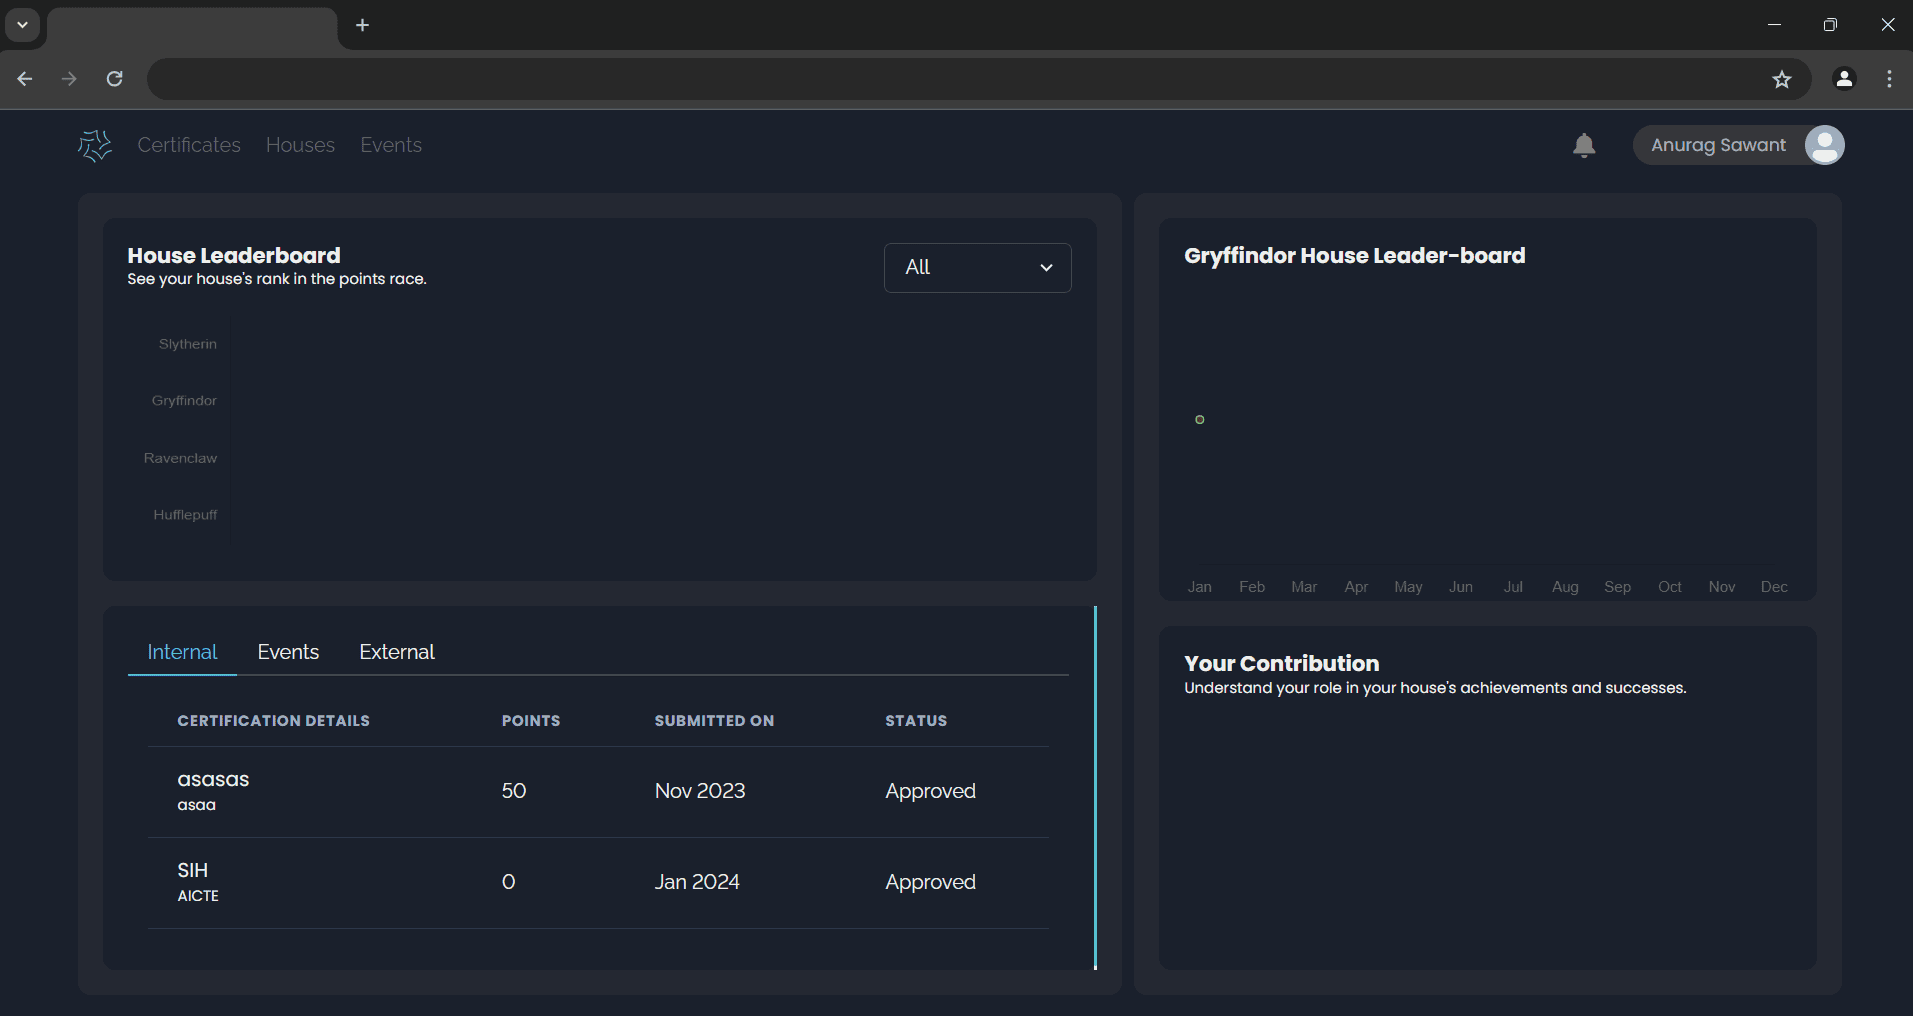 Certificates Houses Events
Anurag Sawant
House Leaderboard
See your house's rank in the points race.
All
Slytherin
Gryffindor
Ravenclaw
Hufflepuff
Internal Events External
CERTIFICATION DETAILS POINTS SUBMITTED ON STATUS
asasas
asaa
50 Nov 2023 Approved
SIH
AICTE
0 Jan 2024 Approved
Gryffindor House Leader-board
Jan Feb Mar Apr May Jun Jul Aug Sep Oct Nov Dec
Your Contribution
Understand your role in your house's achievements and successes.